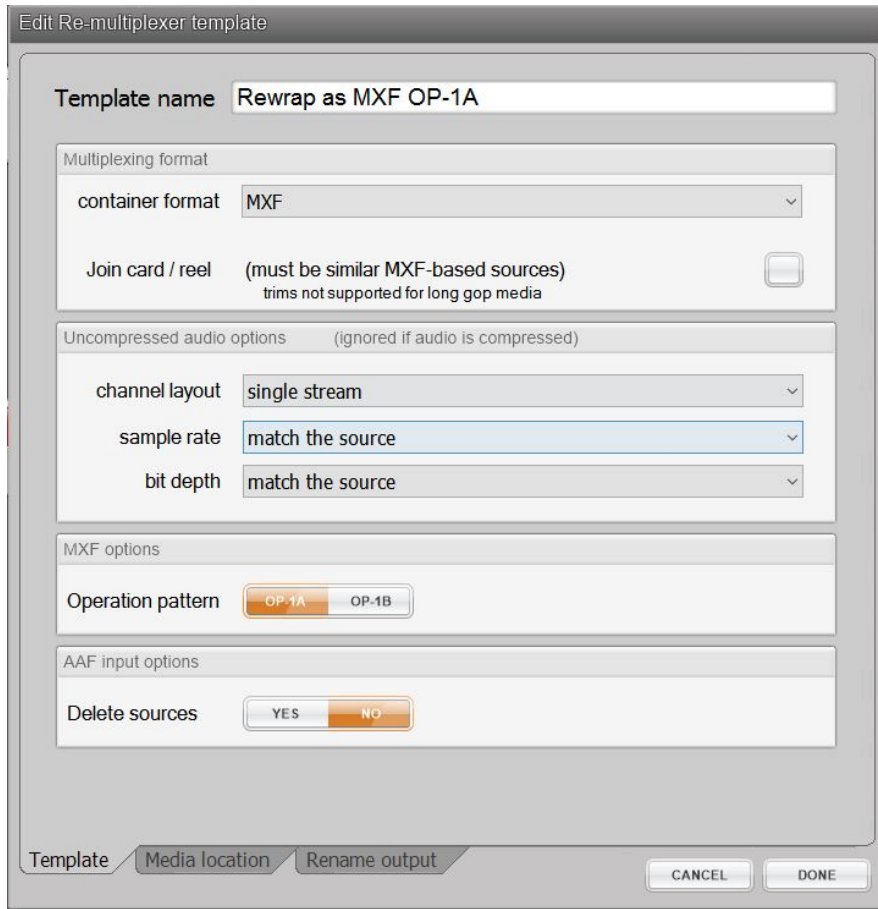 Edit Re-multiplexer template
Template name Rewrap as MXF OP-1A
Multiplexing format
container format MXF
Join card / reel (must be similar MXF-based sources)
trims not supported for long gop media
Uncompressed audio options (ignored if audio is compressed)
channel layout single stream
sample rate match the source
bit depth match the source
MXF options
Operation pattern OP-1A OP-1B
AAF input options
Delete sources YES NO
Template Media location Rename output
CANCEL DONE